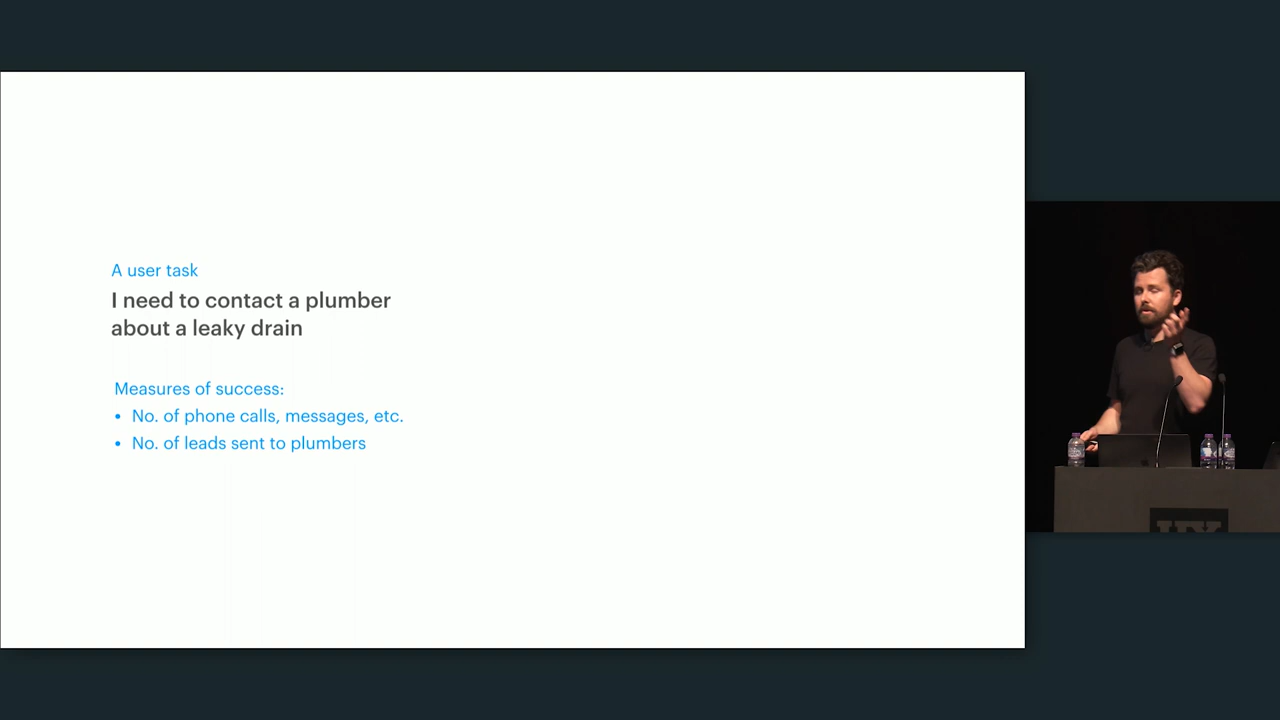 A user task
I need to contact a plumber
about a leaky drain
Measures of success:
• No. of phone calls, messages, etc.
• No. of leads sent to plumbers